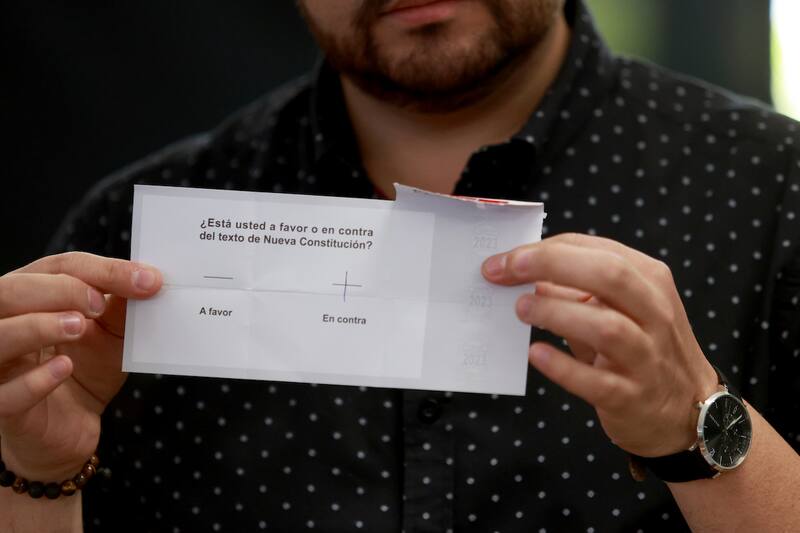 ¿Está usted a favor o en contra
del texto de Nueva Constitución?
A favor
En contra
2023
2023
2023